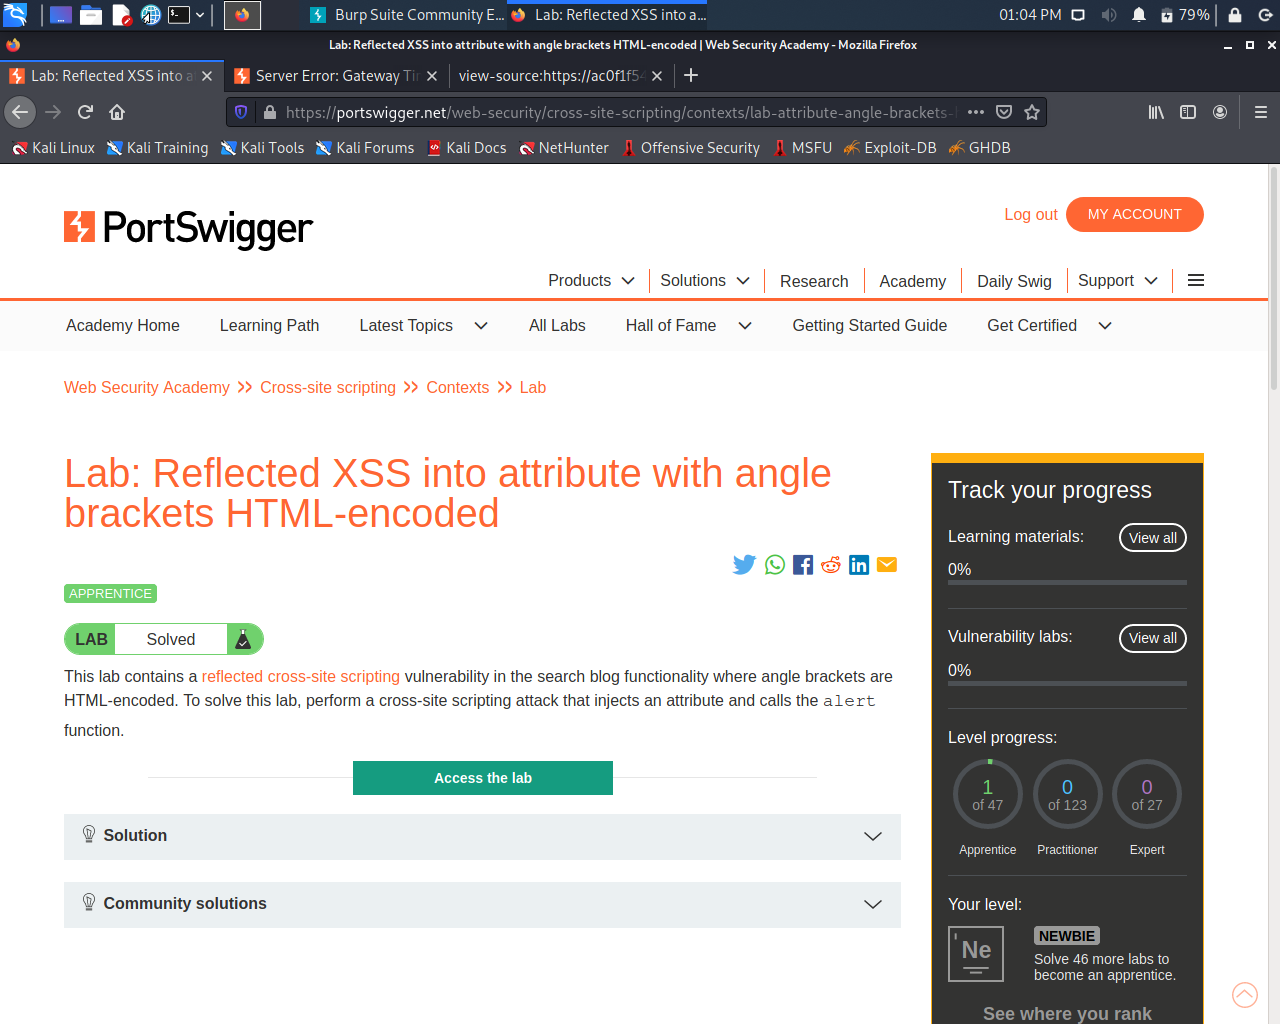 Burp Suite Community E...
Lab: Reflected XSS into a...
01:04 PM
79%
Lab: Reflected XSS into attribute with angle brackets HTML-encoded | Web Security Academy - Mozilla Firefox
Lab: Reflected XSS into a
Server Error: Gateway Ti
view-source:https://ac0f1f5
https://portswigger.net/web-security/cross-site-scripting/contexts/lab-attribute-angle-brackets-
Kali Linux
Kali Training
Kali Tools
Kali Forums
Kali Docs
NetHunter
Offensive Security
MSFU
Exploit-DB
GHDB
PortSwigger
Log out
MY ACCOUNT
Products
Solutions
Research
Academy
Daily Swig
Support
Academy Home
Learning Path
Latest Topics
All Labs
Hall of Fame
Getting Started Guide
Get Certified
Web Security Academy
Cross-site scripting
Contexts
Lab
Lab: Reflected XSS into attribute with angle
brackets HTML-encoded
APPRENTICE
LAB
Solved
This lab contains a reflected cross-site scripting vulnerability in the search blog functionality where angle brackets are
HTML-encoded. To solve this lab, perform a cross-site scripting attack that injects an attribute and calls the alert
function.
Access the lab
Solution
Community solutions
Track your progress
Learning materials:
View all
0%
Vulnerability labs:
View all
0%
Level progress:
1
of 47
0
of 123
0
of 27
Apprentice
Practitioner
Expert
Your level:
Ne
NEWBIE
Solve 46 more labs to
become an apprentice.
See where you rank